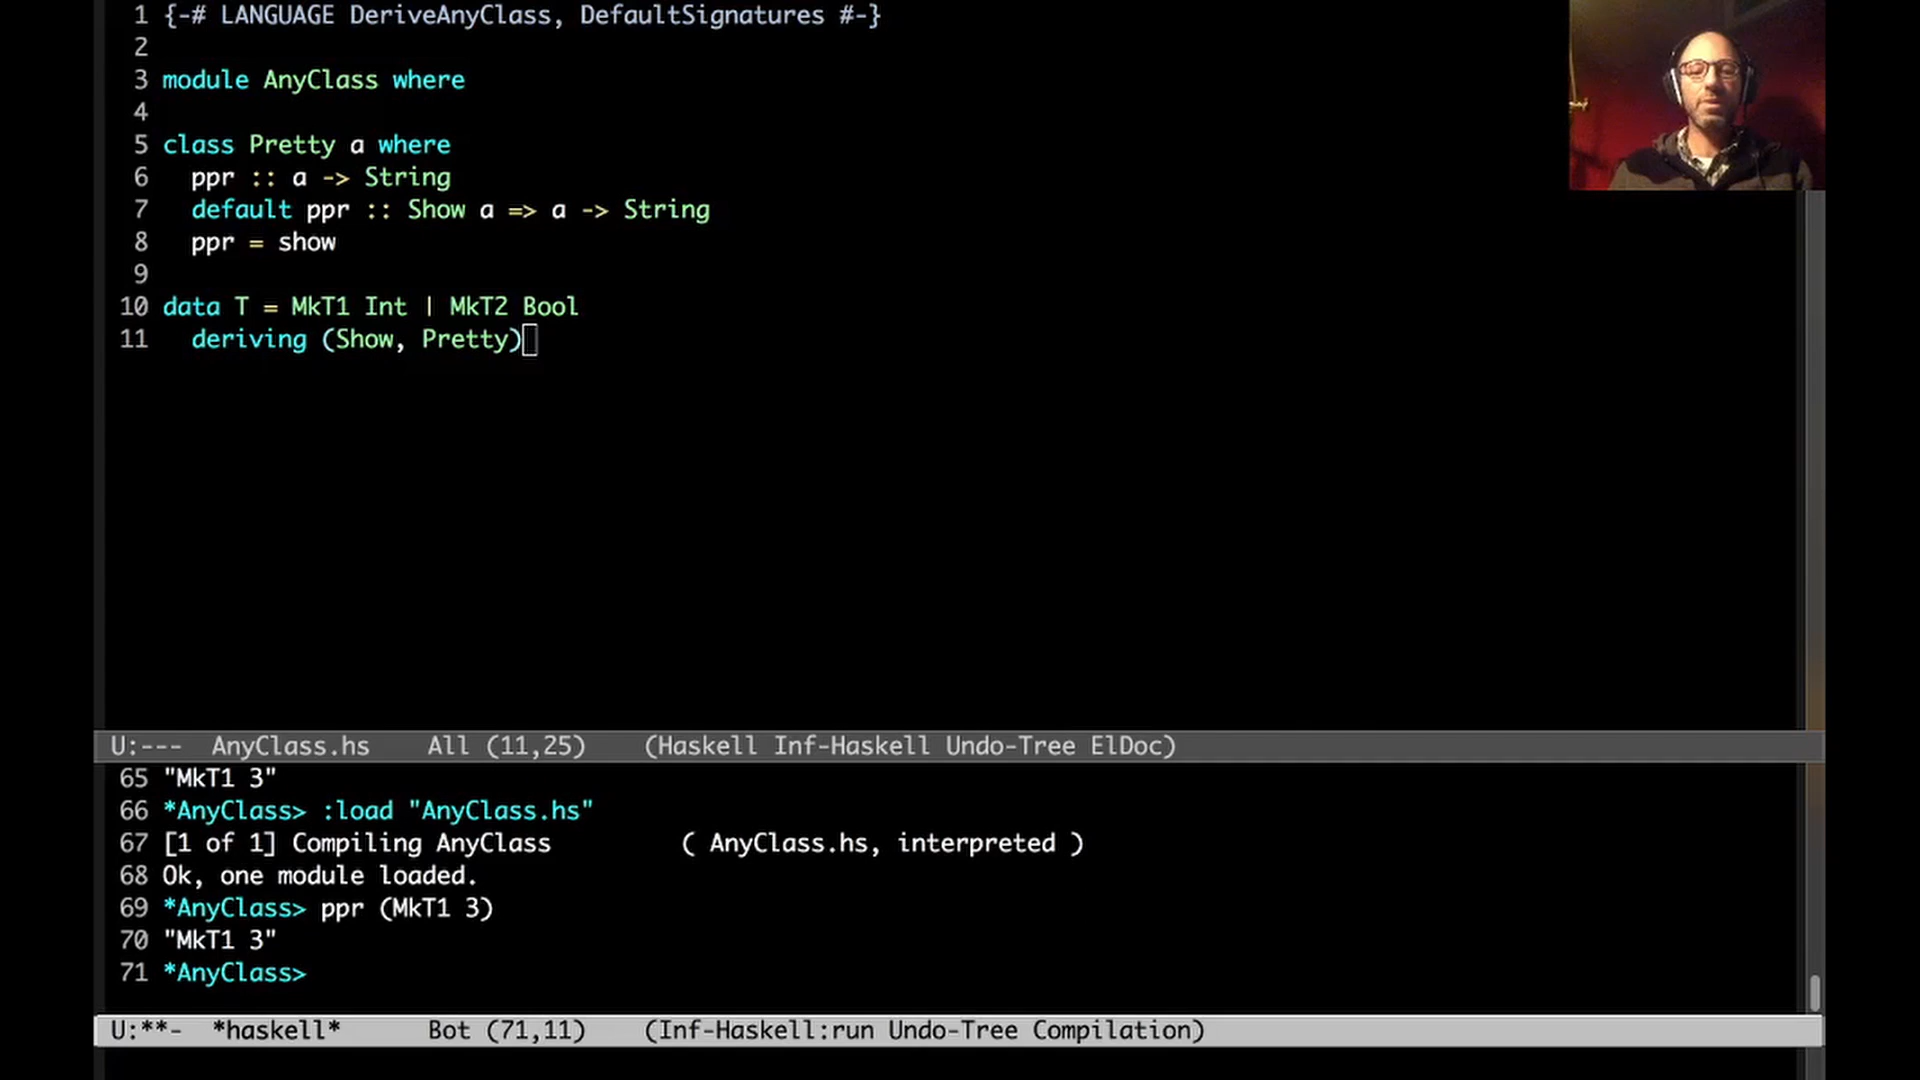 1 {-# LANGUAGE DeriveAnyClass, DefaultSignatures #-}
2
3 module AnyClass where
4
5 class Pretty a where
6   ppr :: a -> String
7   default ppr :: Show a => a -> String
8   ppr = show
9
10 data T = MkT1 Int | MkT2 Bool
11   deriving (Show, Pretty)
U:---  AnyClass.hs    All (11,25)    (Haskell Inf-Haskell Undo-Tree ElDoc)
65 "MkT1 3"
66 *AnyClass> :load "AnyClass.hs"
67 [1 of 1] Compiling AnyClass         ( AnyClass.hs, interpreted )
68 Ok, one module loaded.
69 *AnyClass> ppr (MkT1 3)
70 "MkT1 3"
71 *AnyClass>
U:**-  *haskell*      Bot (71,11)    (Inf-Haskell:run Undo-Tree Compilation)